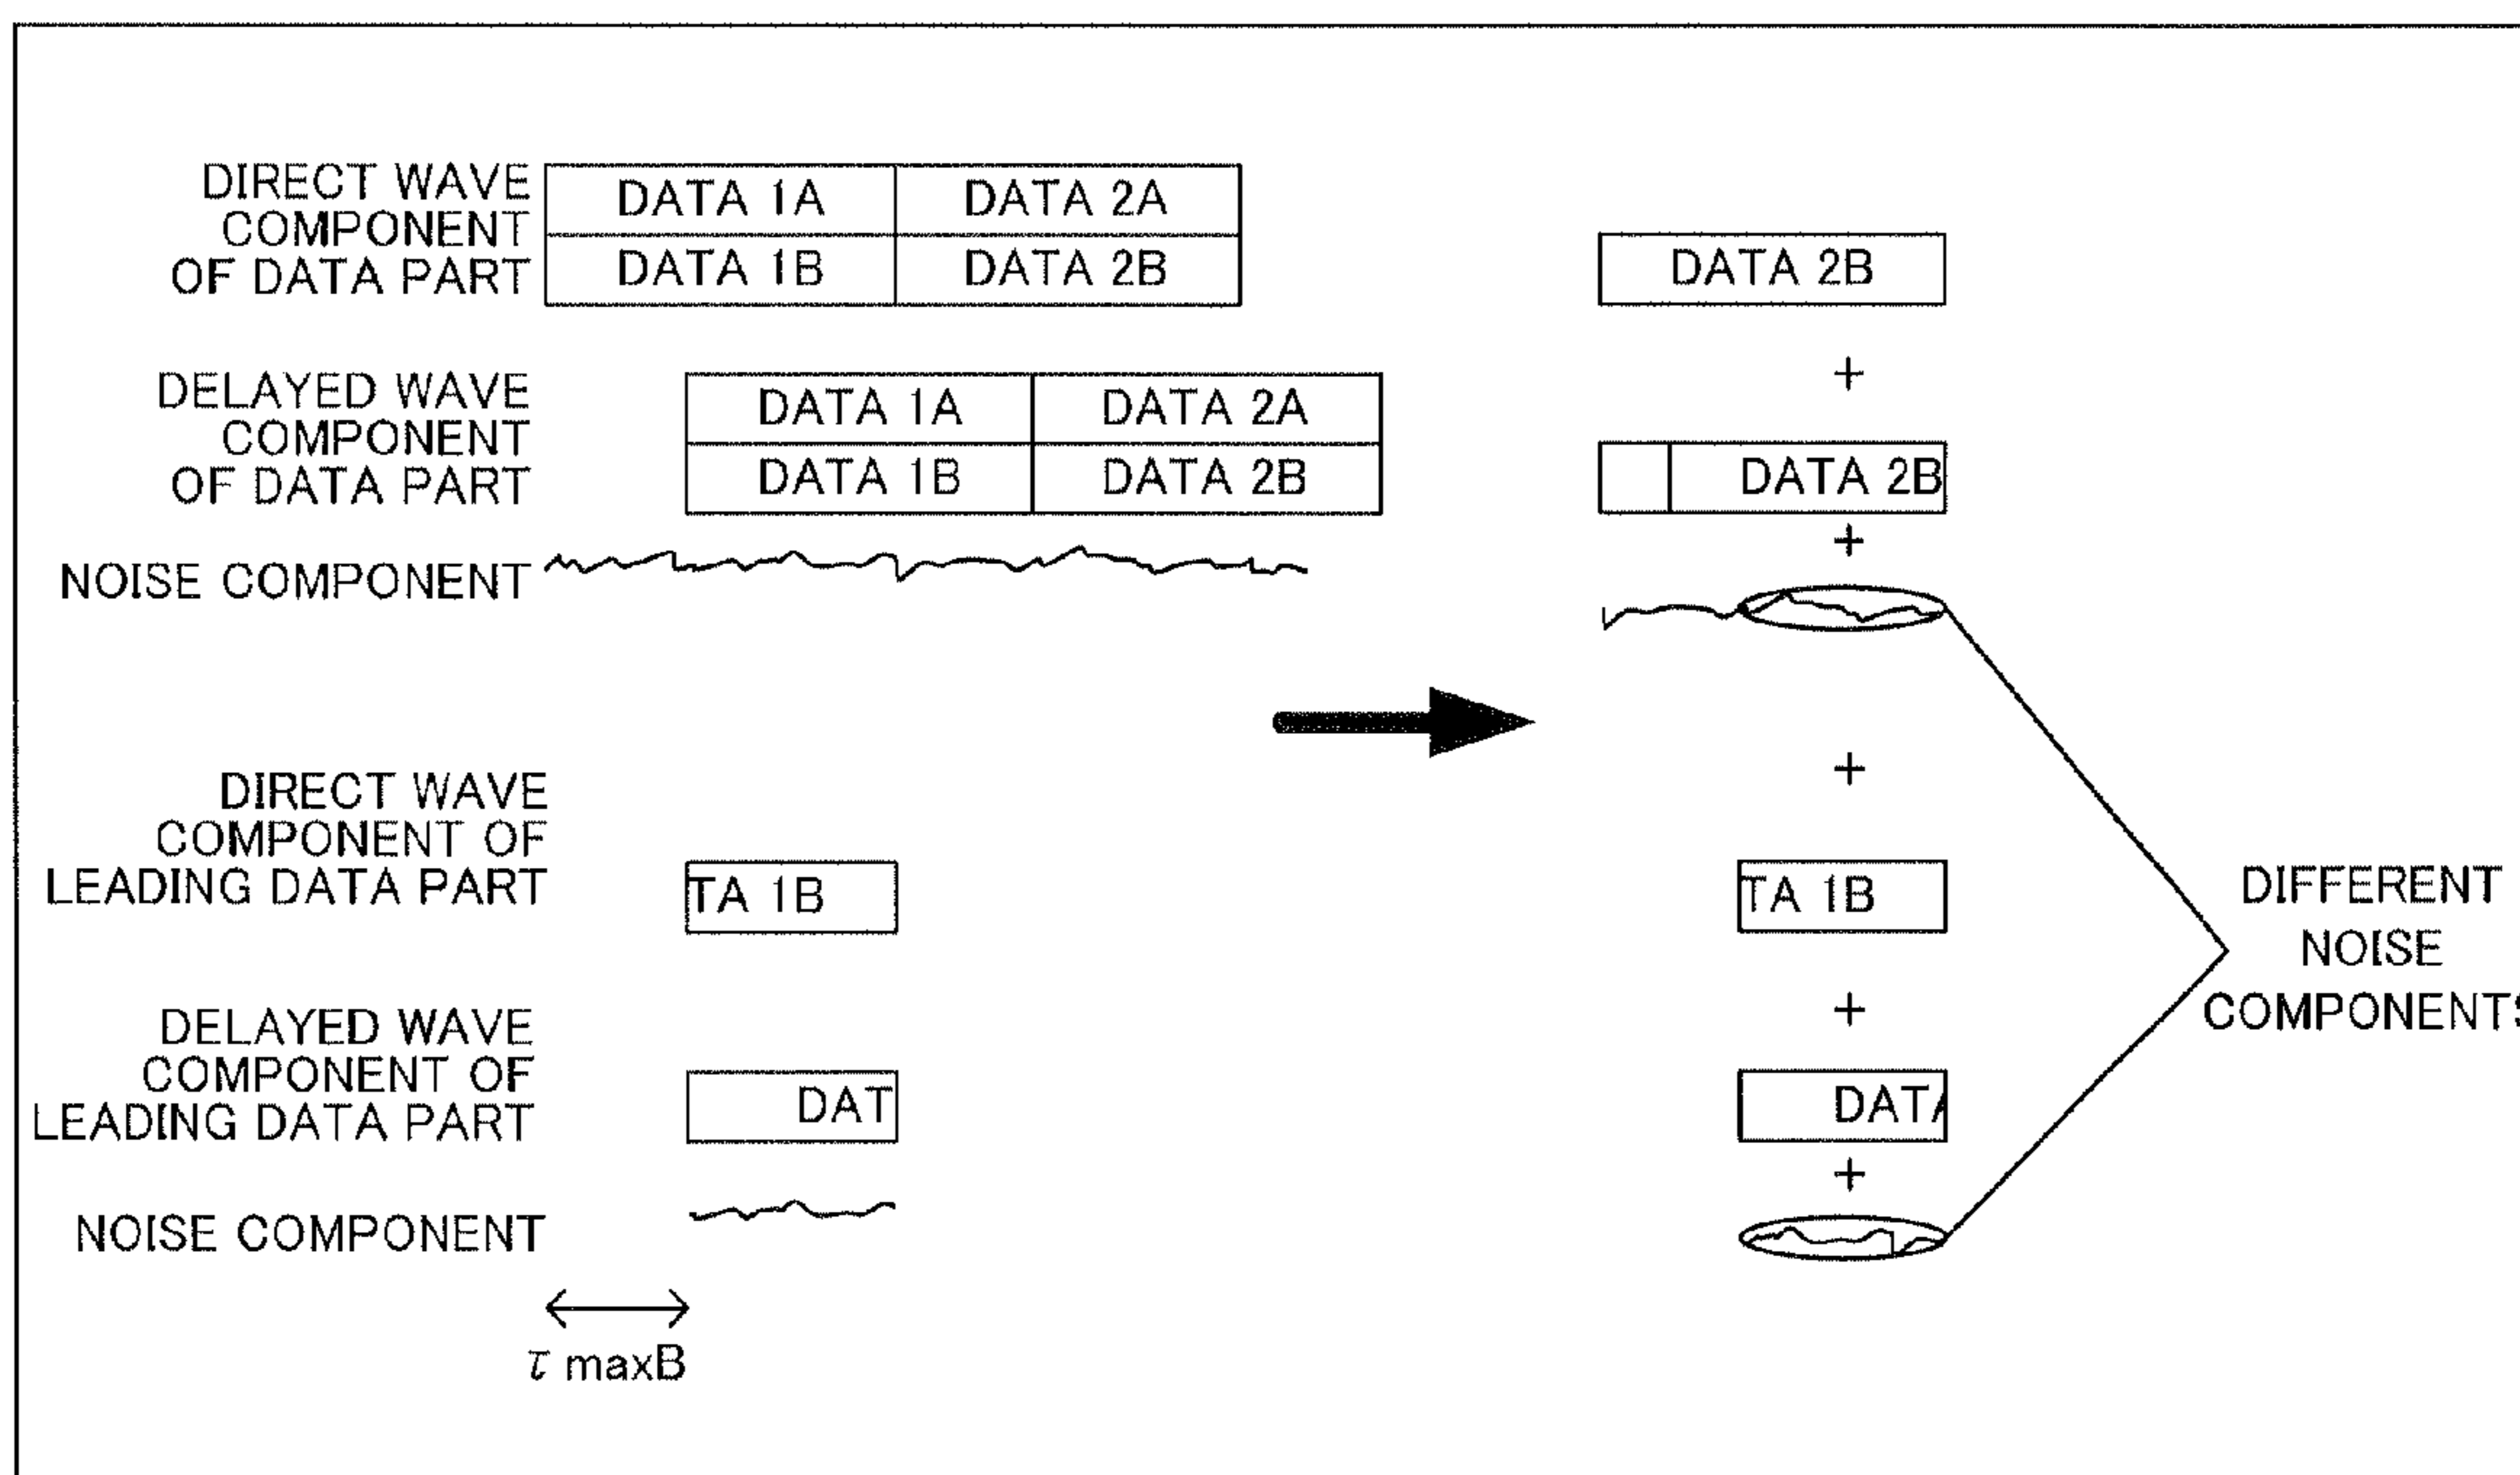 DIRECT WAVE
COMPONENT
OF DATA PART
DATA 1A
DATA 2A
DATA 1B
DATA 2B
DATA 2B
+
DELAYED WAVE
COMPONENT
OF DATA PART
DATA 1A
DATA 2A
DATA 1B
DATA 2B
DATA 2B
+
NOISE COMPONENT
+
DIRECT WAVE
COMPONENT OF
LEADING DATA PART
TA 1B
TA 1B
DIFFERENT
NOISE
COMPONENTS
+
DELAYED WAVE
COMPONENT OF
LEADING DATA PART
DAT
DATA
+
NOISE COMPONENT
τ maxB